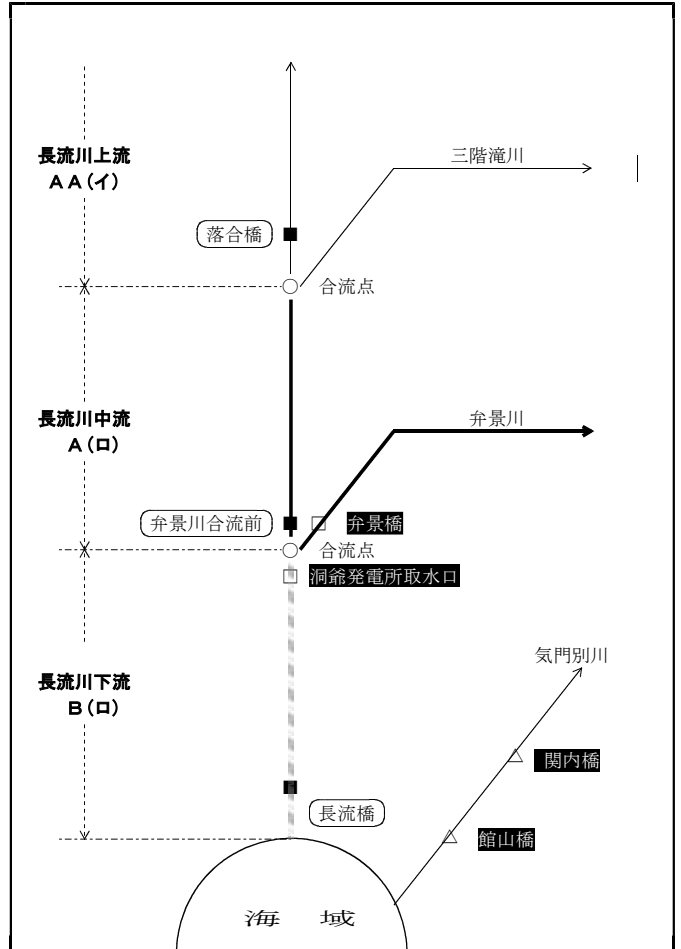 長流川上流
ＡＡ(イ)
三階滝川
落合橋
合流点
長流川中流
Ａ(ロ)
弁景川
弁景川合流前
弁景橋
合流点
洞爺発電所取水口
気門別川
長流川下流
Ｂ(ロ)
関内橋
長流橋
館山橋
海　域